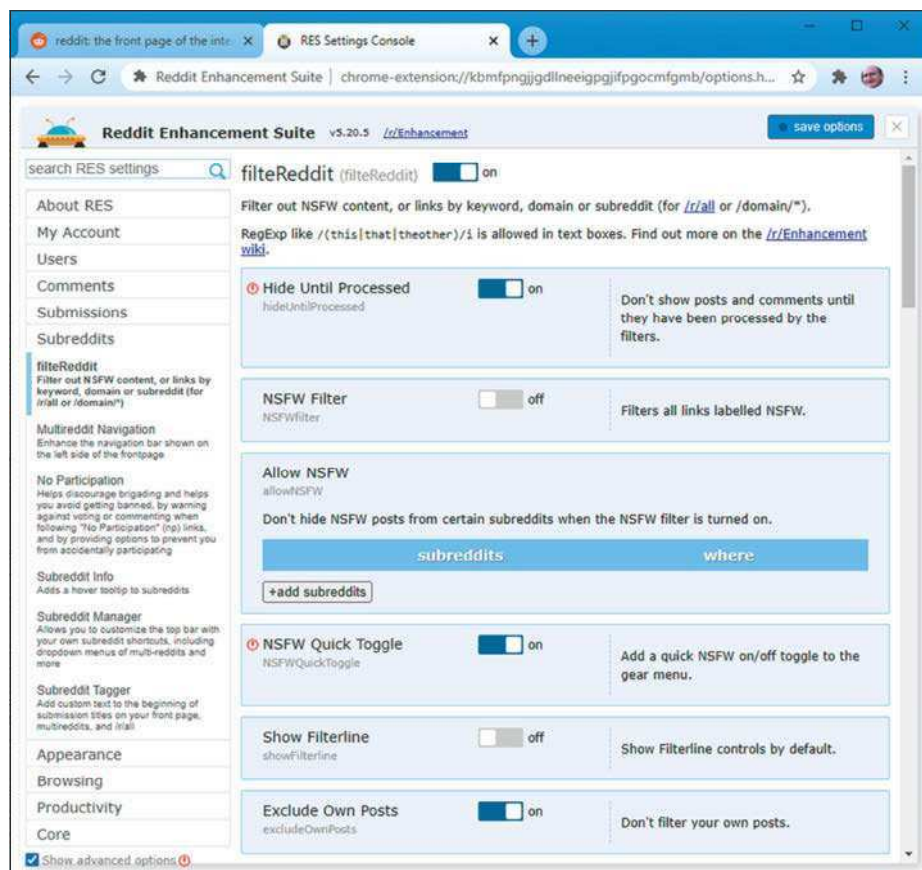 reddit: the front page of the inte
RES Settings Console
Reddit Enhancement Suite | chrome-extension://kbmfpngjjgdllneeigpgjifpgocmfgmb/options.h...
Reddit Enhancement Suite v5.20.5 /r/Enhancement
save options
search RES settings
About RES
My Account
Users
Comments
Submissions
Subreddits
filteReddit
Filter out NSFW content, or links by
keyword, domain or subreddit (for
/r/all or /domain/*)
Multireddit Navigation
Enhance the navigation bar shown on
the left side of the frontpage
No Participation
Helps discourage brigading and helps
you avoid getting banned, by warning
against voting or commenting when
following "No Participation" (np) links,
and by providing options to prevent you
from accidentally participating
Subreddit Info
Adds a hover tooltip to subreddits
Subreddit Manager
Allows you to customize the top bar with
your own subreddit shortcuts, including
dropdown menus of multi-reddits and
more
Subreddit Tagger
Add custom text to the beginning of
submission titles on your front page,
multireddits, and /r/all
Appearance
Browsing
Productivity
Core
Show advanced options
filteReddit (filteReddit) on
Filter out NSFW content, or links by keyword, domain or subreddit (for /r/all or /domain/*).
RegExp like /(this|that|theother)/i is allowed in text boxes. Find out more on the /r/Enhancement
wiki.
Hide Until Processed on
hideUntilProcessed
Don't show posts and comments until
they have been processed by the
filters.
NSFW Filter off
NSFWfilter
Filters all links labelled NSFW.
Allow NSFW
allowNSFW
Don't hide NSFW posts from certain subreddits when the NSFW filter is turned on.
subreddits where
+add subreddits
NSFW Quick Toggle on
NSFWQuickToggle
Add a quick NSFW on/off toggle to the
gear menu.
Show Filterline off
showFilterline
Show Filterline controls by default.
Exclude Own Posts on
excludeOwnPosts
Don't filter your own posts.